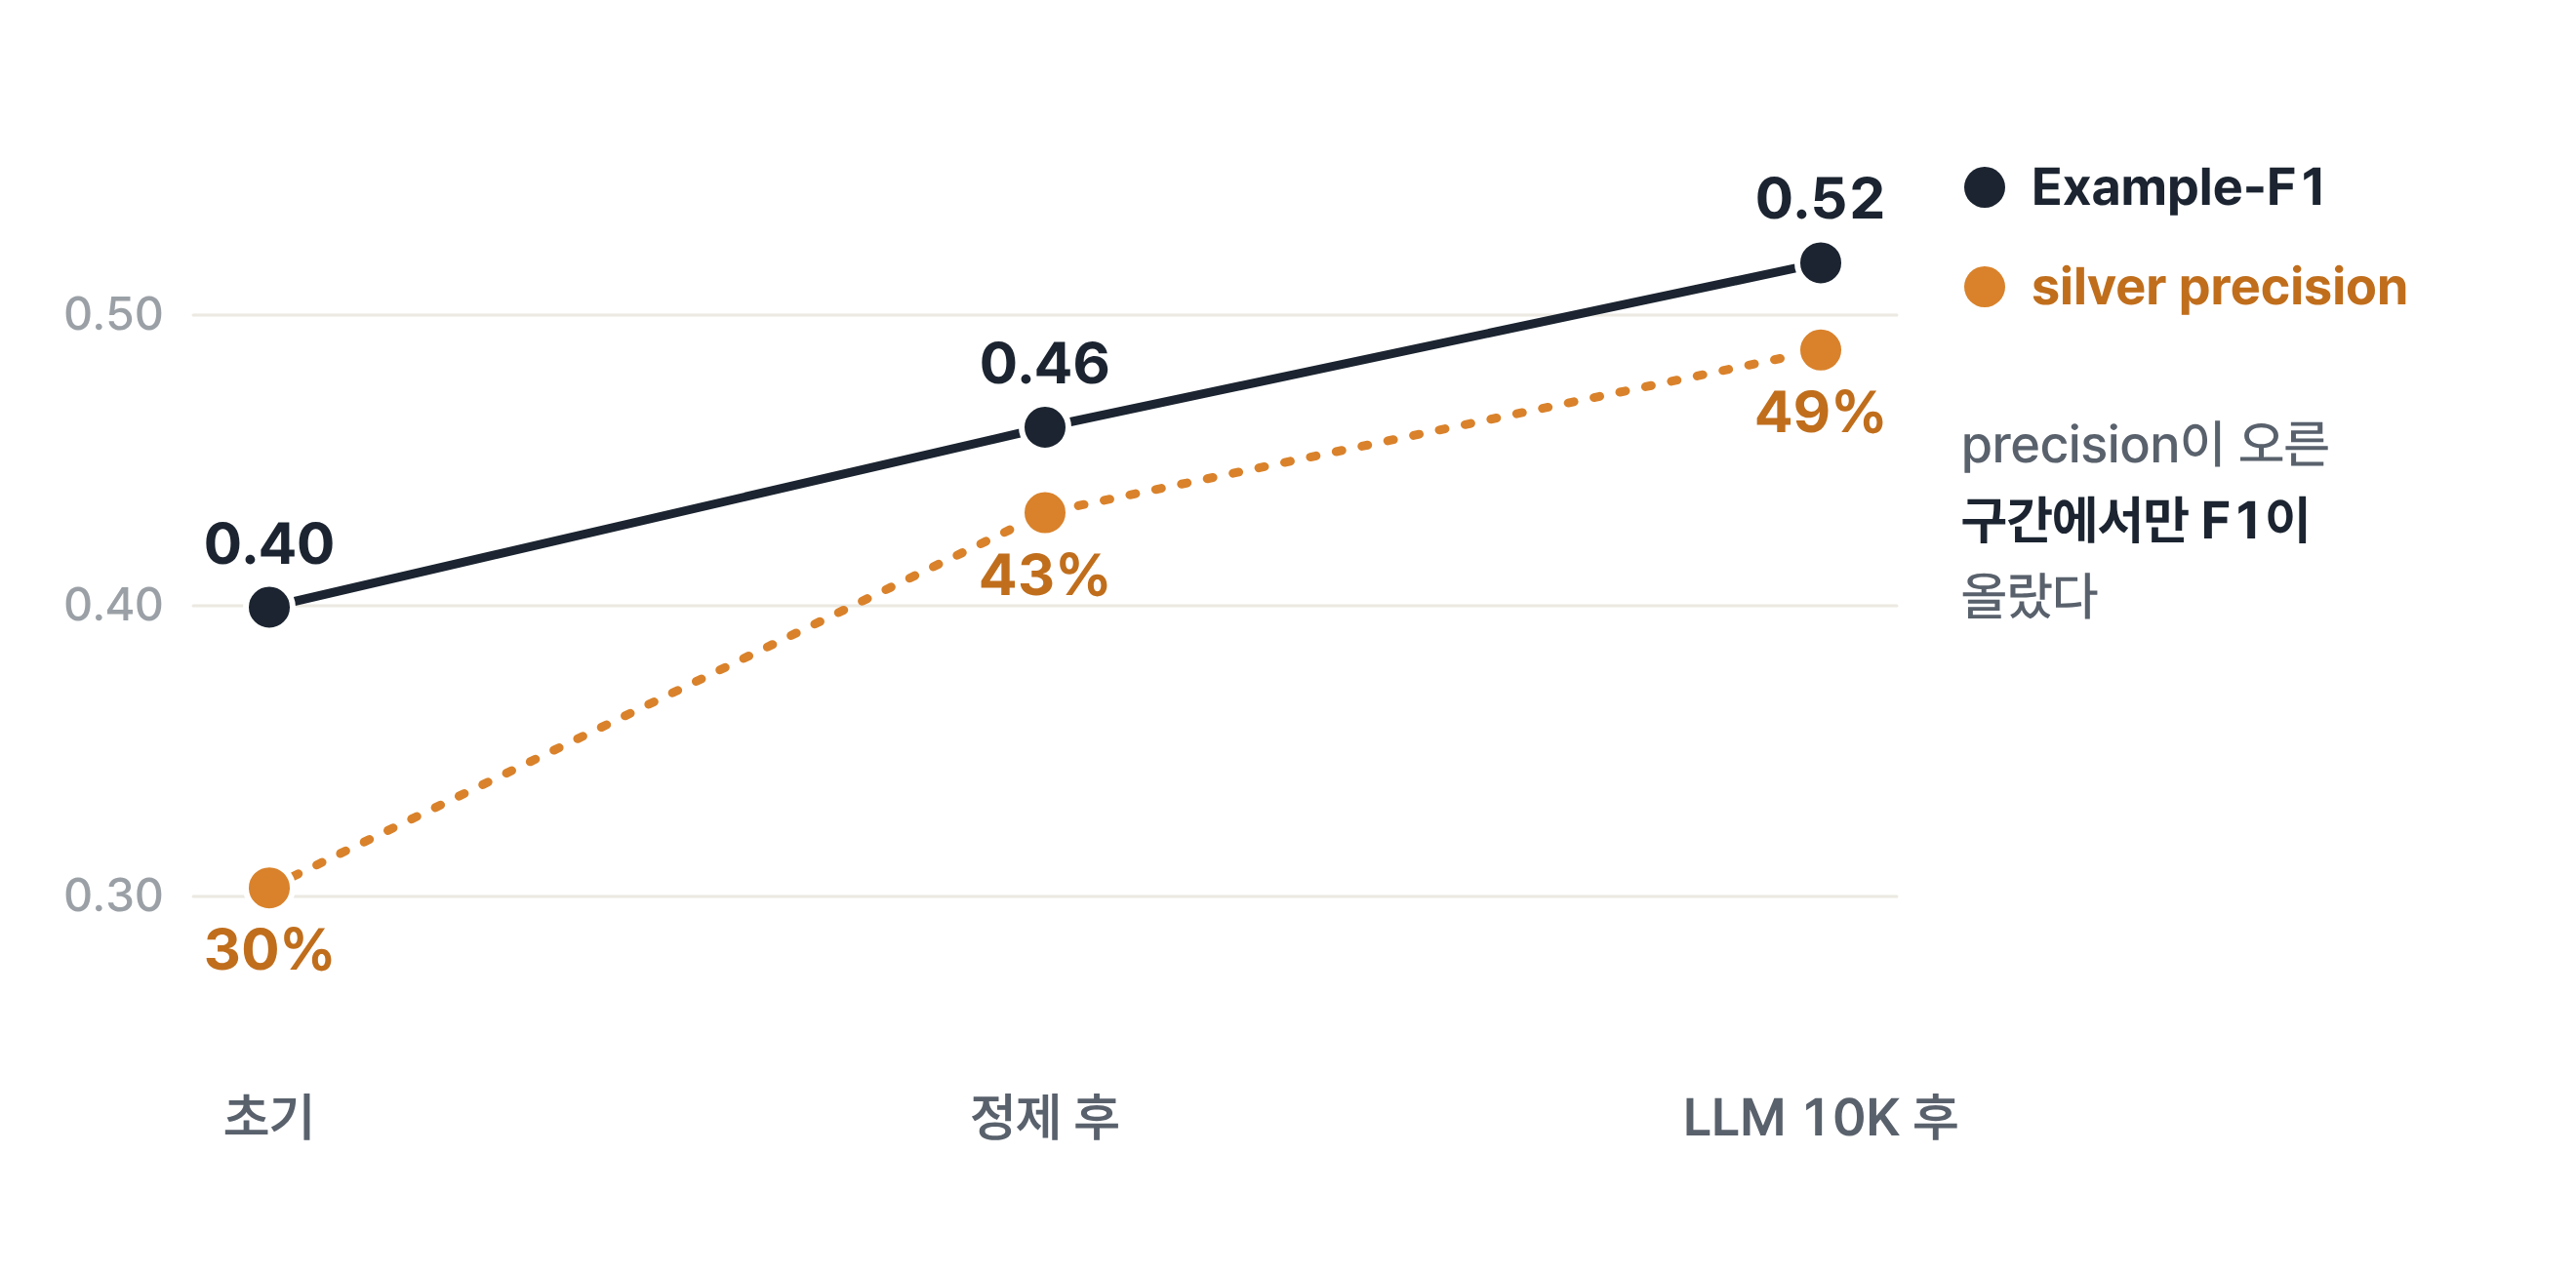 0.52
Example-F1
silver precision
0.50
0.46
49%
precision이 오른
구간에서만 F1이
올랐다
0.40
43%
0.40
0.30
30%
초기
정제 후
LLM 10K 후